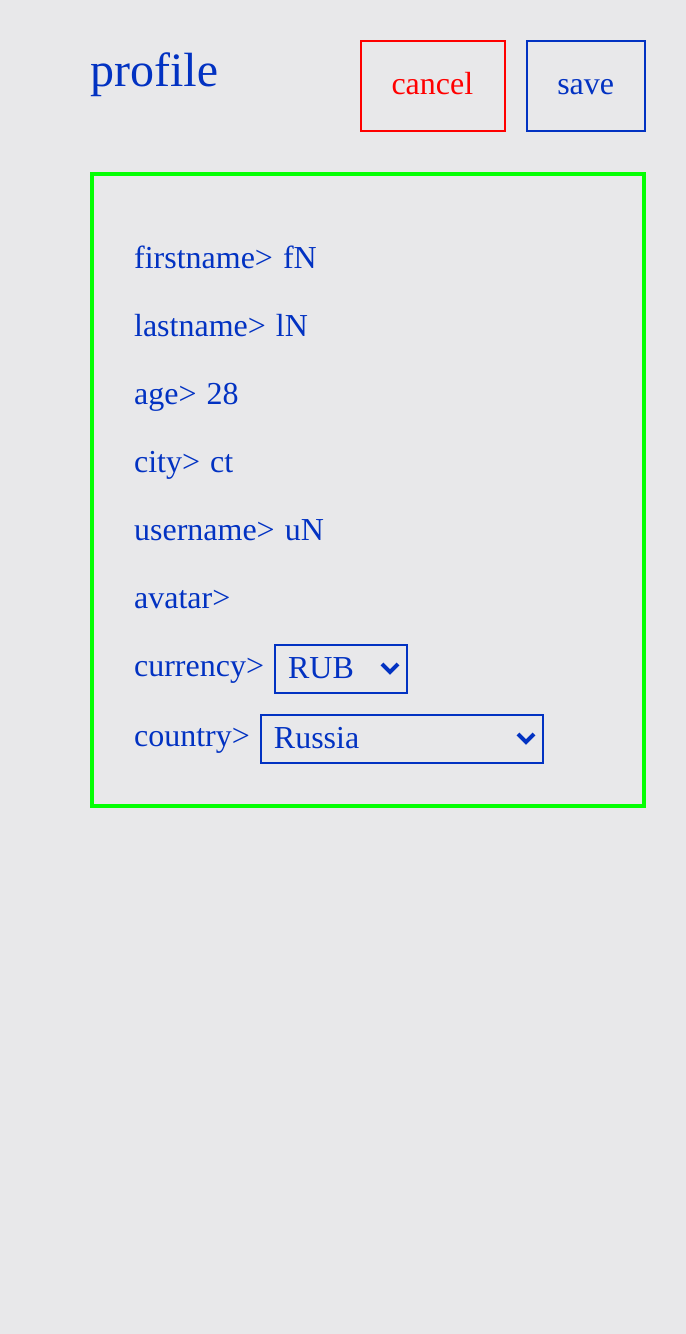 profile
cancel
save
firstname> fN
lastname> lN
age> 28
city> ct
username> uN
avatar>
currency> RUB
country> Russia